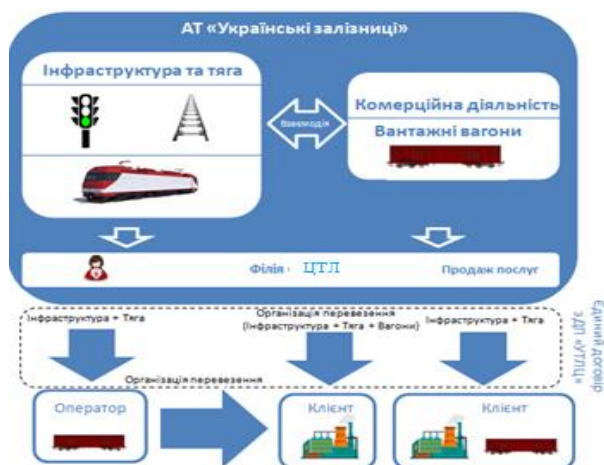 АТ «Українські залізниці»
Інфраструктура та тяга
Взаємодія
Комерційна діяльність
Вантажні вагони
Філія - ЦТЛ
Продаж послуг
Інфраструктура + Тяга
Організація перевезення
(Інфраструктура + Тяга + Вагони)
Інфраструктура + Тяга
Організація перевезення
Єдиний договір
з ДП «УТЛЦ»
Оператор
Клієнт
Клієнт